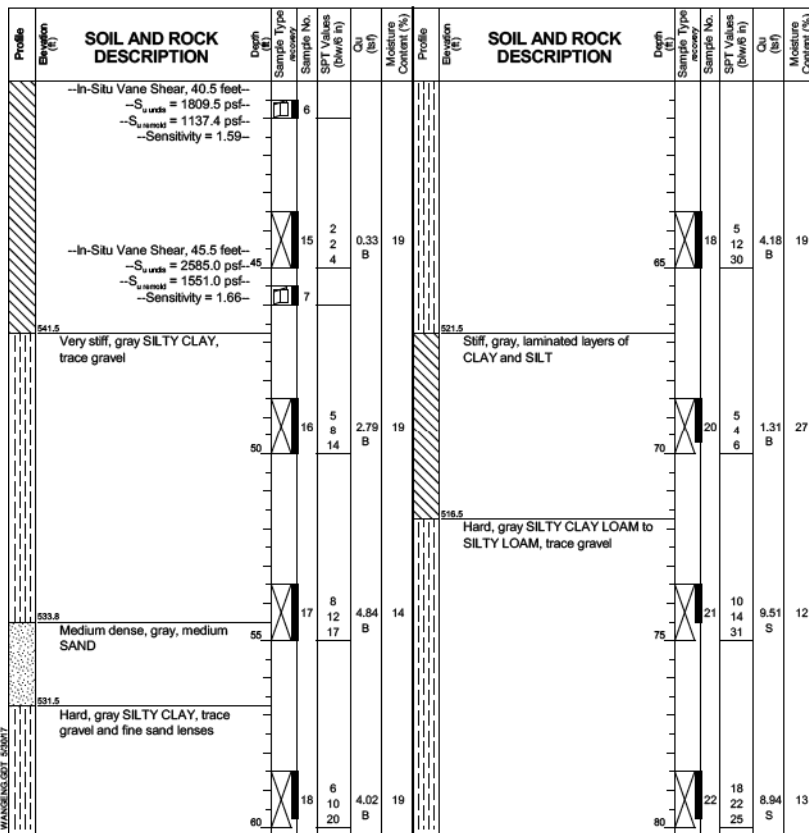 Profile
Elevation (ft)
SOIL AND ROCK DESCRIPTION
Depth (ft)
Sample Type
recovery
Sample No.
SPT Values (blw/6 in)
Qu (tsf)
Moisture Content (%)
--In-Situ Vane Shear, 40.5 feet--
--Su undis = 1809.5 psf--
--Su remold = 1137.4 psf--
--Sensitivity = 1.59--
6
15
2
2
4
0.33
B
19
--In-Situ Vane Shear, 45.5 feet--
--Su undis = 2585.0 psf--
45
--Su remold = 1551.0 psf--
--Sensitivity = 1.66--
7
541.5
Very stiff, gray SILTY CLAY,
trace gravel
16
5
8
14
2.79
B
19
50
17
8
12
17
4.84
B
14
533.8
Medium dense, gray, medium
SAND
55
531.5
Hard, gray SILTY CLAY, trace
gravel and fine sand lenses
18
6
10
20
4.02
B
19
60
WANGENG.GDT 5/30/17
Profile
Elevation (ft)
SOIL AND ROCK DESCRIPTION
Depth (ft)
Sample Type
recovery
Sample No.
SPT Values (blw/6 in)
Qu (tsf)
Moisture Content (%)
18
5
12
30
4.18
B
19
65
521.5
Stiff, gray, laminated layers of
CLAY and SILT
20
5
4
6
1.31
B
27
70
516.5
Hard, gray SILTY CLAY LOAM to
SILTY LOAM, trace gravel
21
10
14
31
9.51
S
12
75
22
18
22
25
8.94
S
13
80